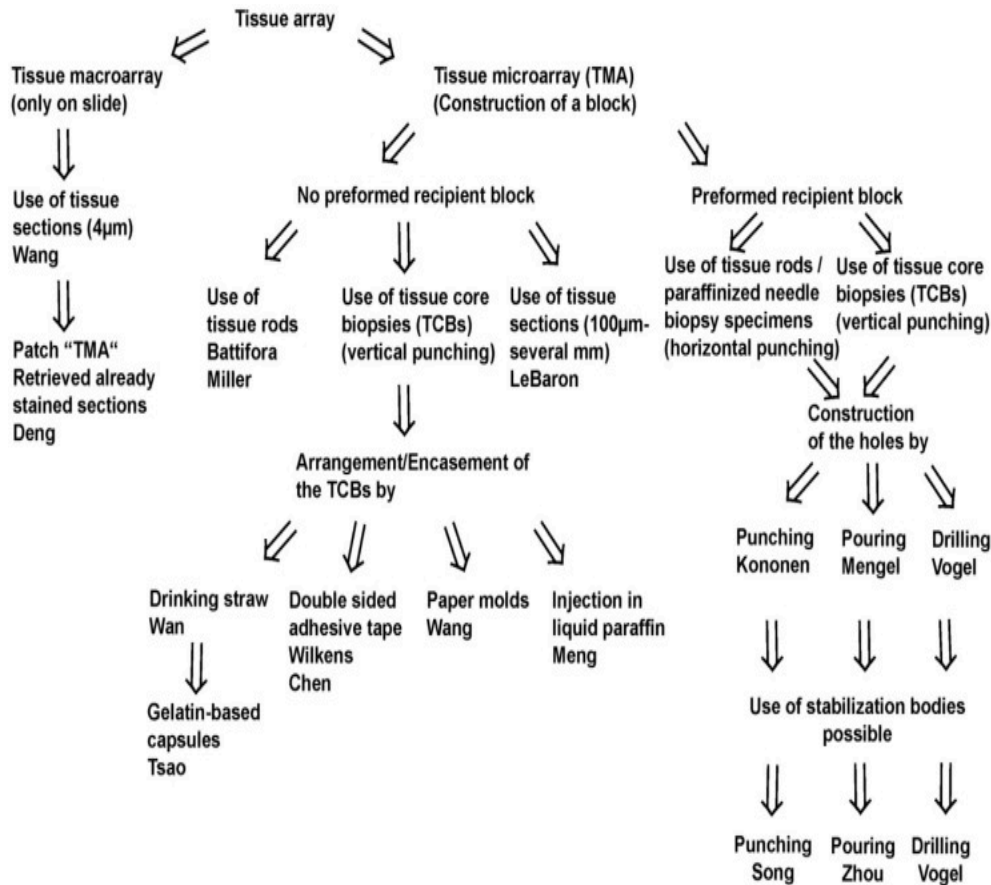 Tissue array
Tissue macroarray
(only on slide)
Tissue microarray (TMA)
(Construction of a block)
Use of tissue
sections (4µm)
Wang
Patch “TMA“
Retrieved already
stained sections
Deng
No preformed recipient block
Use of
tissue rods
Battifora
Miller
Use of tissue core
biopsies (TCBs)
(vertical punching)
Use of tissue
sections (100µm-
several mm)
LeBaron
Arrangement/Encasement of
the TCBs by
Drinking straw
Wan
Gelatin-based
capsules
Tsao
Double sided
adhesive tape
Wilkens
Chen
Paper molds
Wang
Injection in
liquid paraffin
Meng
Preformed recipient block
Use of tissue rods /
paraffinized needle
biopsy specimens
(horizontal punching)
Use of tissue core
biopsies (TCBs)
(vertical punching)
Construction
of the holes by
Punching
Kononen
Pouring
Mengel
Drilling
Vogel
Use of stabilization bodies
possible
Punching
Song
Pouring
Zhou
Drilling
Vogel